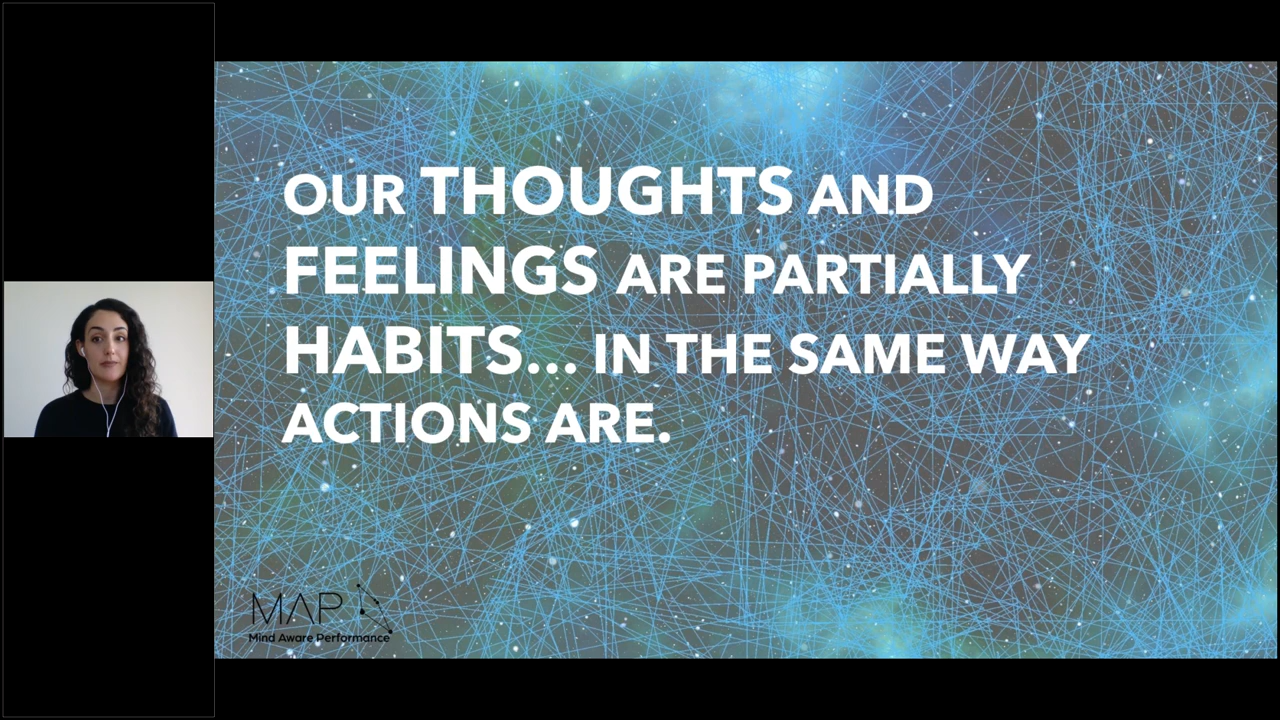 OUR THOUGHTS AND
FEELINGS ARE PARTIALLY
HABITS... IN THE SAME WAY
ACTIONS ARE.
MAP
Mind Aware Performance